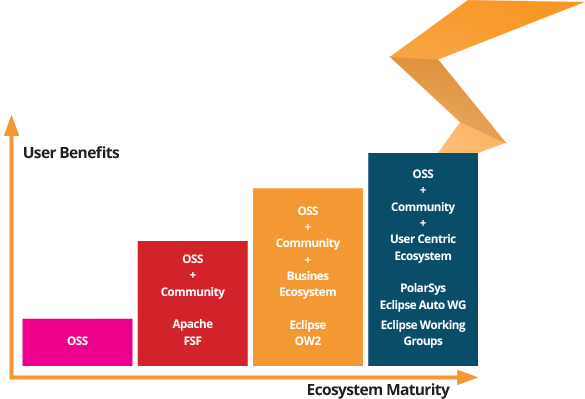 User Benefits
OSS
OSS
+
Community
Apache
FSF
OSS
+
Community
+
Busines
Ecosystem
Eclipse
OW2
OSS
+
Community
+
User Centric
Ecosystem
PolarSys
Eclipse Auto WG
Eclipse Working
Groups
Ecosystem Maturity